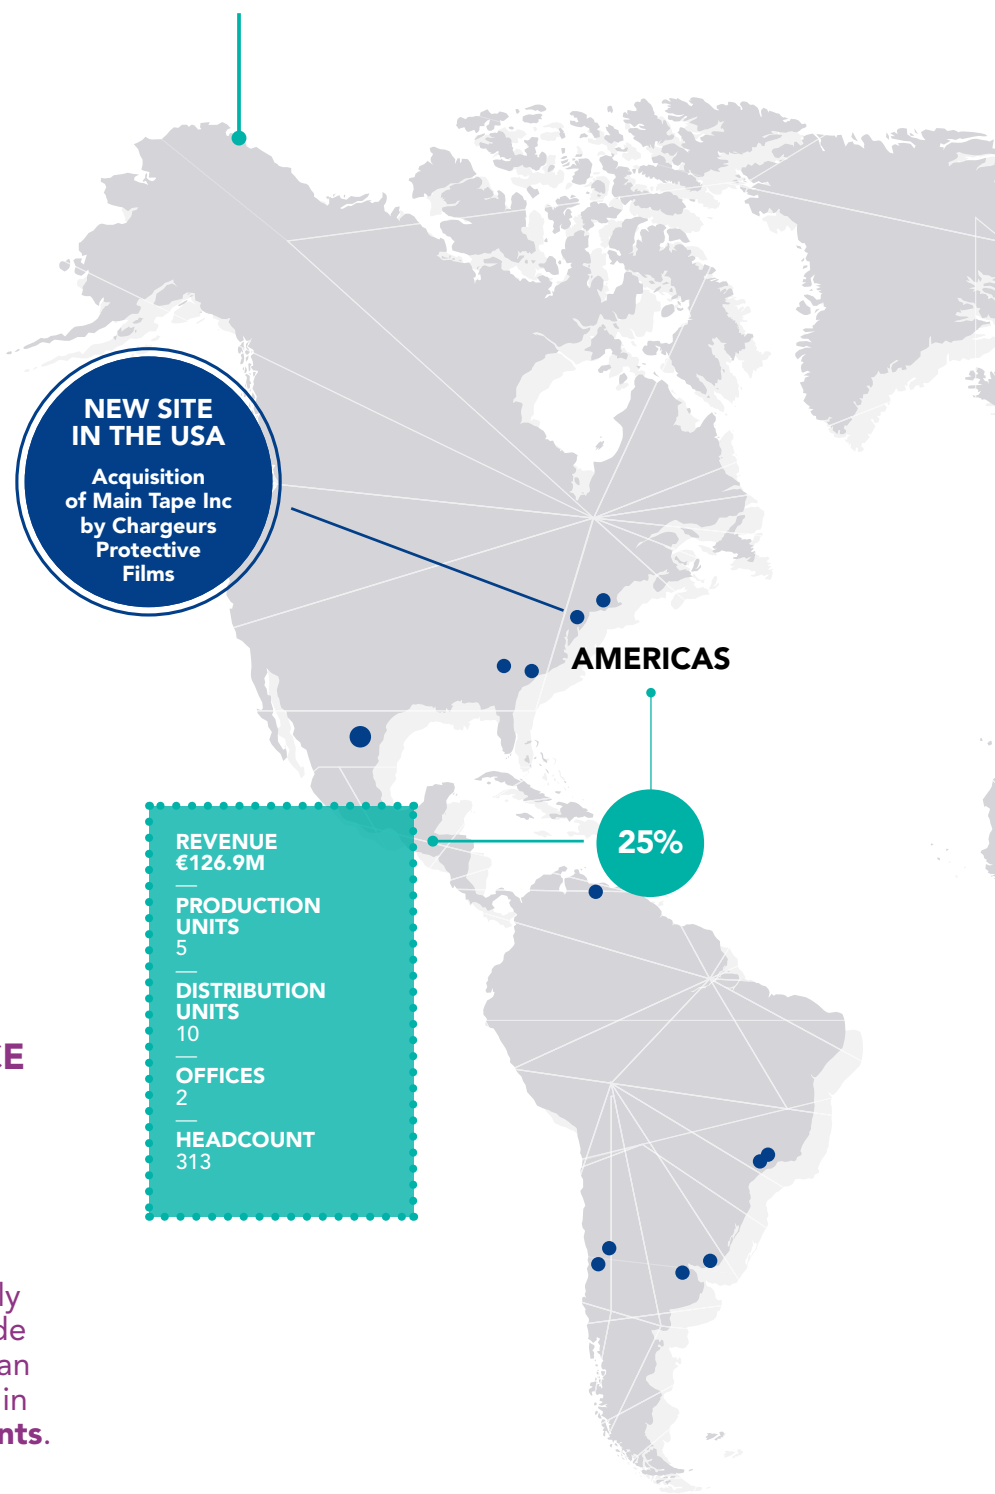 NEW SITE
IN THE USA
Acquisition
of Main Tape Inc
by Chargeurs
Protective
Films
AMERICAS
25%
REVENUE
€126.9M
—
PRODUCTION
UNITS
5
—
DISTRIBUTION
UNITS
10
—
OFFICES
2
—
HEADCOUNT
313
in